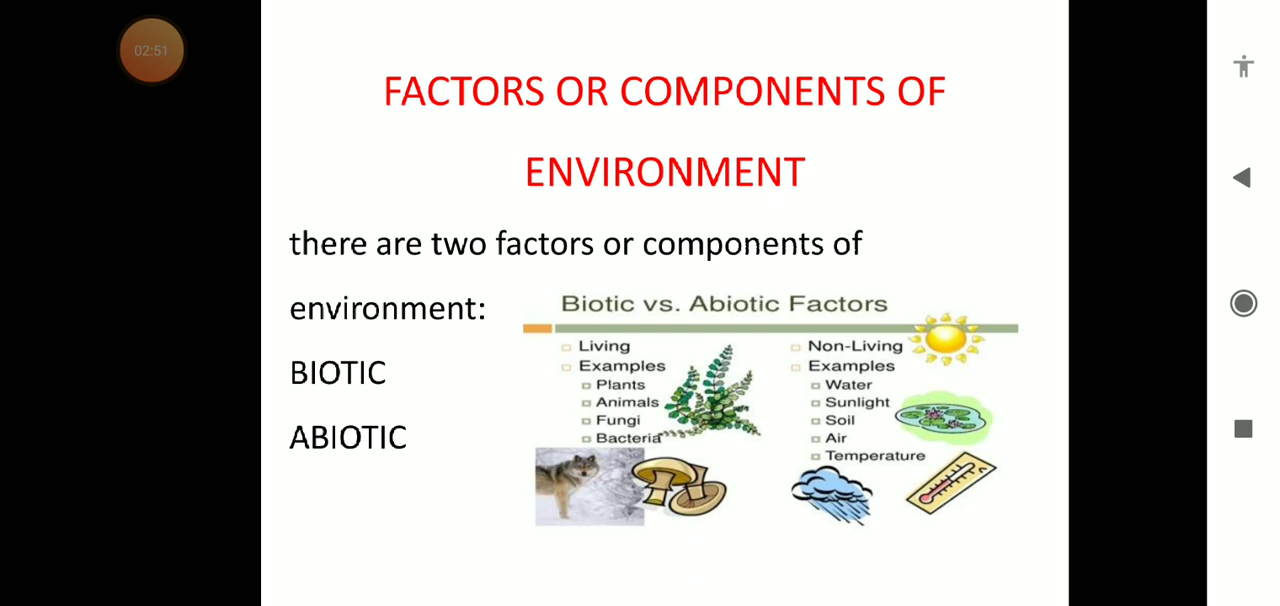 02:51
FACTORS OR COMPONENTS OF
ENVIRONMENT
there are two factors or components of
environment:
BIOTIC
ABIOTIC
Biotic vs. Abiotic Factors
Living
Examples
Plants
Animals
Fungi
Bacteria
Non-Living
Examples
Water
Sunlight
Soil
Air
Temperature